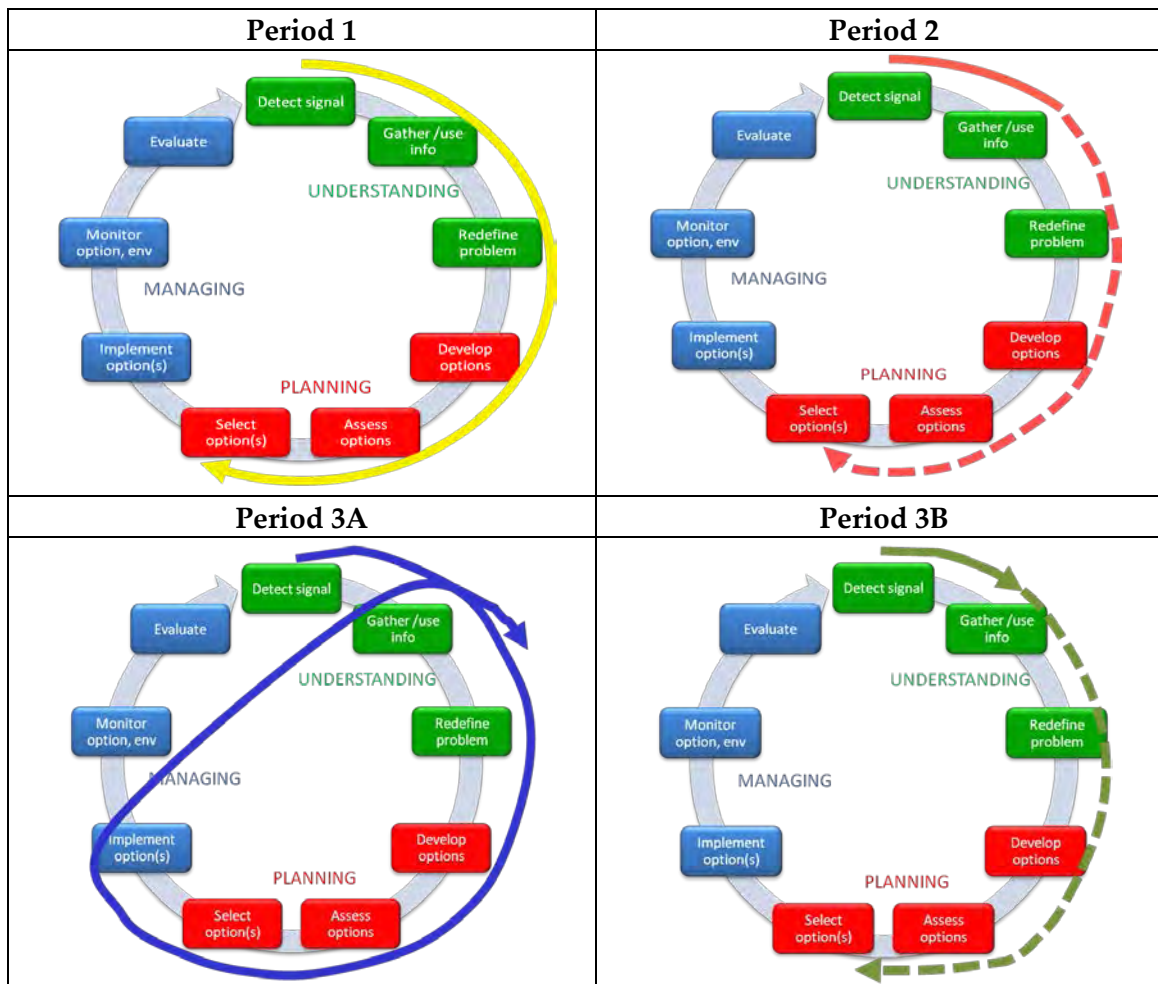 Period 1
Period 2
Detect signal
Gather /use
info
Evaluate
UNDERSTANDING
Monitor
option, env
Redefine
problem
MANAGING
Implement
option(s)
Develop
options
PLANNING
Select
option(s)
Assess
options
Detect signal
Gather /use
info
Evaluate
UNDERSTANDING
Monitor
option, env
Redefine
problem
MANAGING
Implement
option(s)
Develop
options
PLANNING
Select
option(s)
Assess
options
Period 3A
Period 3B
Detect signal
Gather /use
info
Evaluate
UNDERSTANDING
Monitor
option, env
Redefine
problem
MANAGING
Implement
option(s)
Develop
options
PLANNING
Select
option(s)
Assess
options
Detect signal
Gather /use
info
Evaluate
UNDERSTANDING
Monitor
option, env
Redefine
problem
MANAGING
Implement
option(s)
Develop
options
PLANNING
Select
option(s)
Assess
options